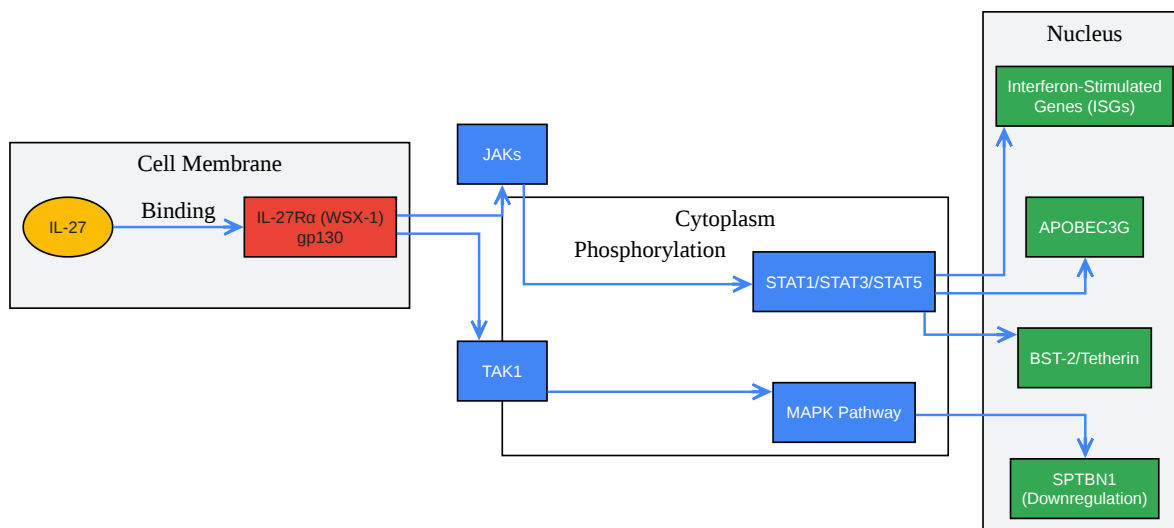 Nucleus
Interferon-Stimulated
Genes (ISGs)
JAKs
Cell Membrane
Binding
IL-27
IL-27Rα (WSX-1)
gp130
Cytoplasm
Phosphorylation
APOBEC3G
STAT1/STAT3/STAT5
TAK1
BST-2/Tetherin
MAPK Pathway
SPTBN1
(Downregulation)